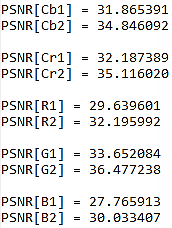 PSNR[Cb1] = 31.865391
PSNR[Cb2] = 34.846092
PSNR[Cr1] = 32.187389
PSNR[Cr2] = 35.116020
PSNR[R1] = 29.639601
PSNR[R2] = 32.195992
PSNR[G1] = 33.652084
PSNR[G2] = 36.477238
PSNR[B1] = 27.765913
PSNR[B2] = 30.033407